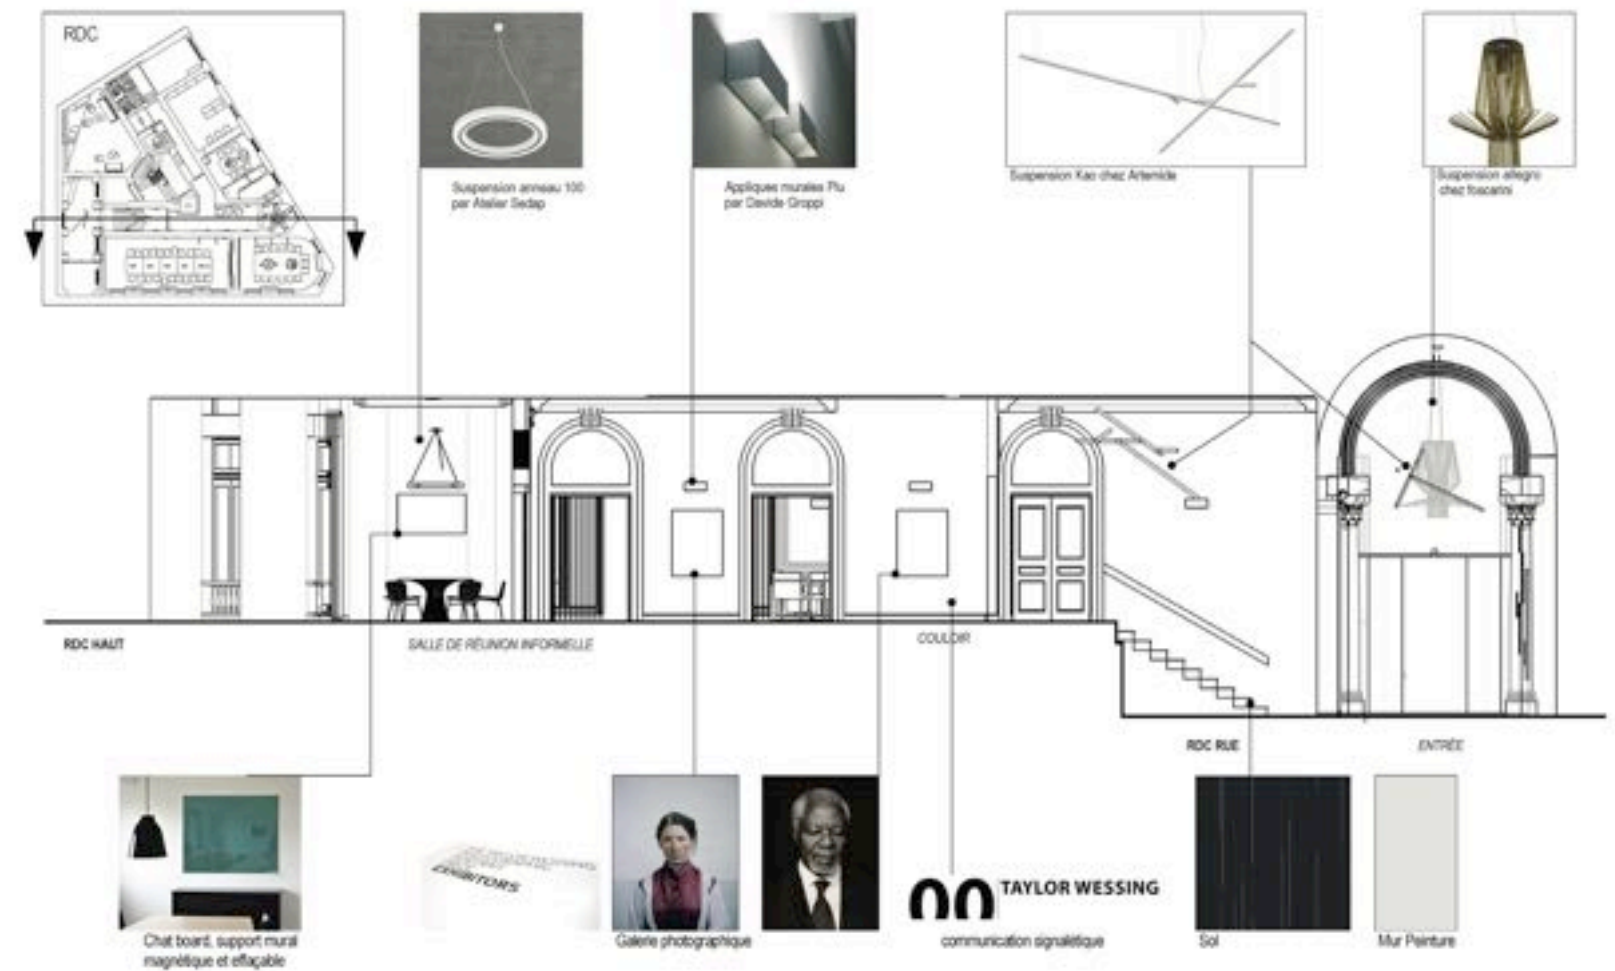 RDC
Suspension anneau 100
par Atelier Sedap
Appliques murales Plu
par Davide Groppi
Suspension Kao chez Artemide
Suspension allegro
chez foscarini
RDC HAUT
SALLE DE RÉUNION INFORMELLE
COULOIR
RDC RUE
ENTRÉE
Chat board, support mural
magnétique et effaçable
EXHIBITORS
Galerie photographique
00 TAYLOR WESSING
communication signalétique
Sol
Mur Peinture